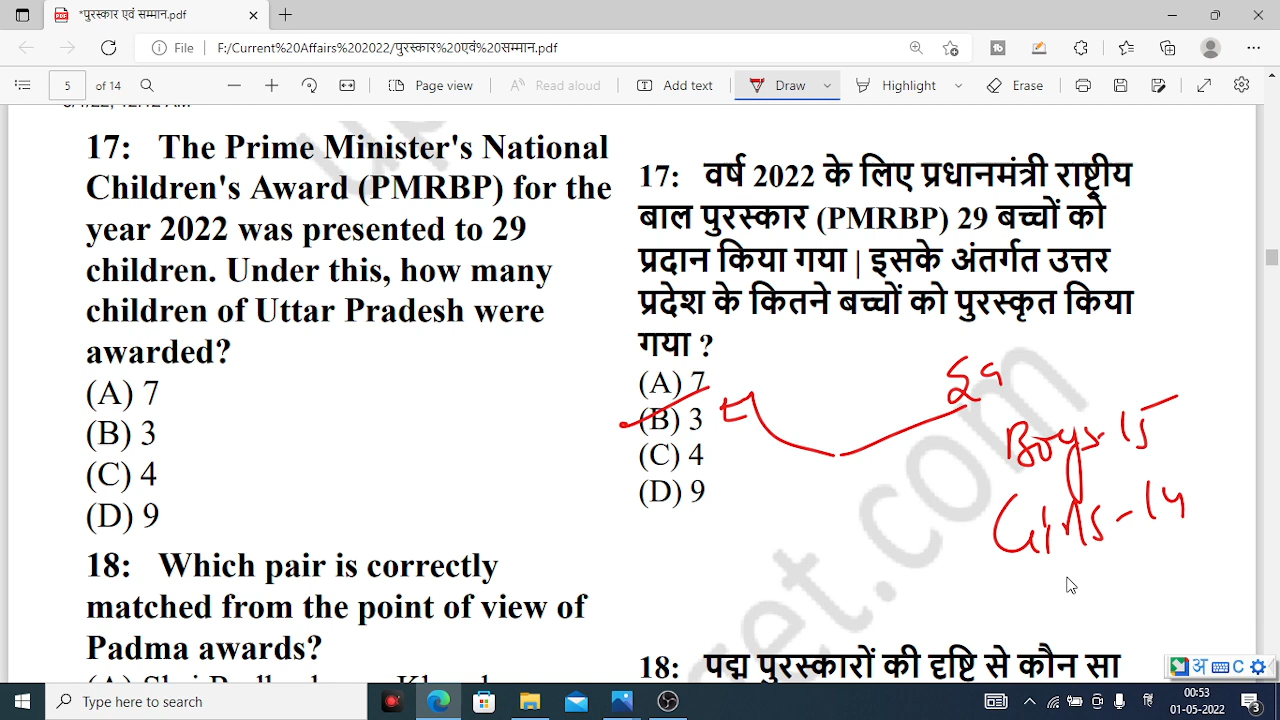 *पुरस्कार एवं सम्मान.pdf
File
F:/Current%20Affairs%202022/पुरस्कार%20एवं%20सम्मान.pdf
5 of 14
Page view
Read aloud
Add text
Draw
Highlight
Erase
17: The Prime Minister's National
Children's Award (PMRBP) for the
year 2022 was presented to 29
children. Under this, how many
children of Uttar Pradesh were
awarded?
(A) 7
(B) 3
(C) 4
(D) 9
18: Which pair is correctly
matched from the point of view of
Padma awards?
17: वर्ष 2022 के लिए प्रधानमंत्री राष्ट्रीय
बाल पुरस्कार (PMRBP) 29 बच्चों को
प्रदान किया गया | इसके अंतर्गत उत्तर
प्रदेश के कितने बच्चों को पुरस्कृत किया
गया ?
(A) 7
(B) 3
(C) 4
(D) 9
29
Boys-15
Girls-14
18: पद्म पुरस्कारों की दृष्टि से कौन सा
Type here to search
00:53
01-05-2022